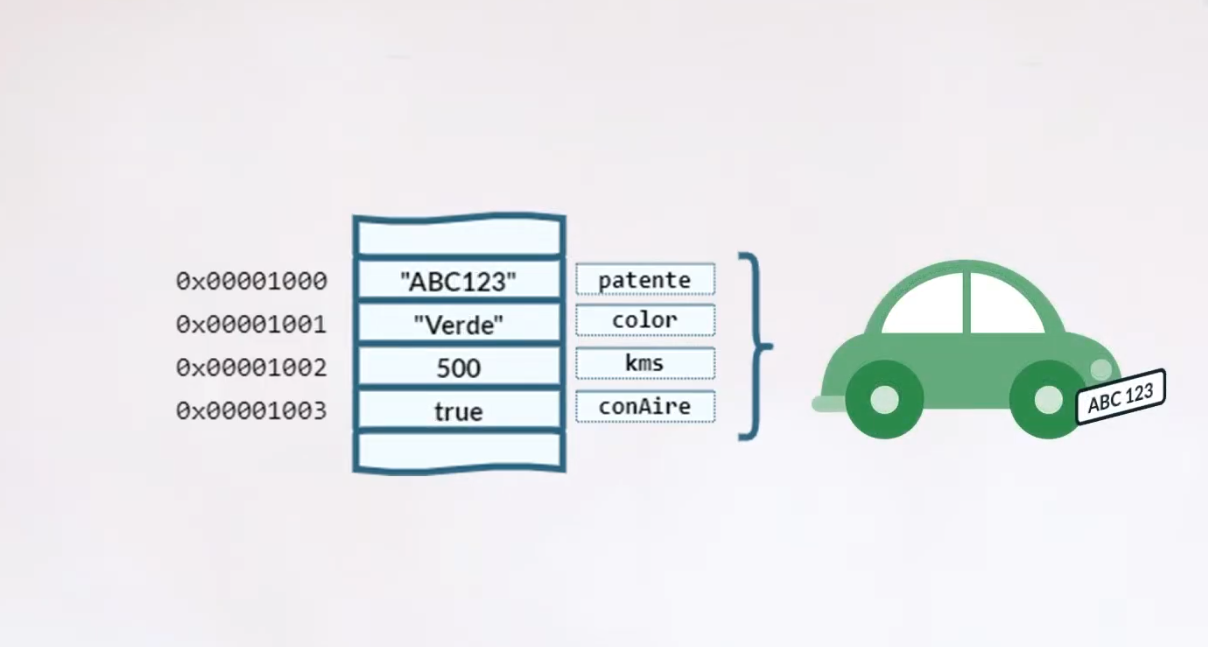 0x00001000 "ABC123" patente
0x00001001 "Verde" color
0x00001002 500 kms
0x00001003 true conAire
ABC 123